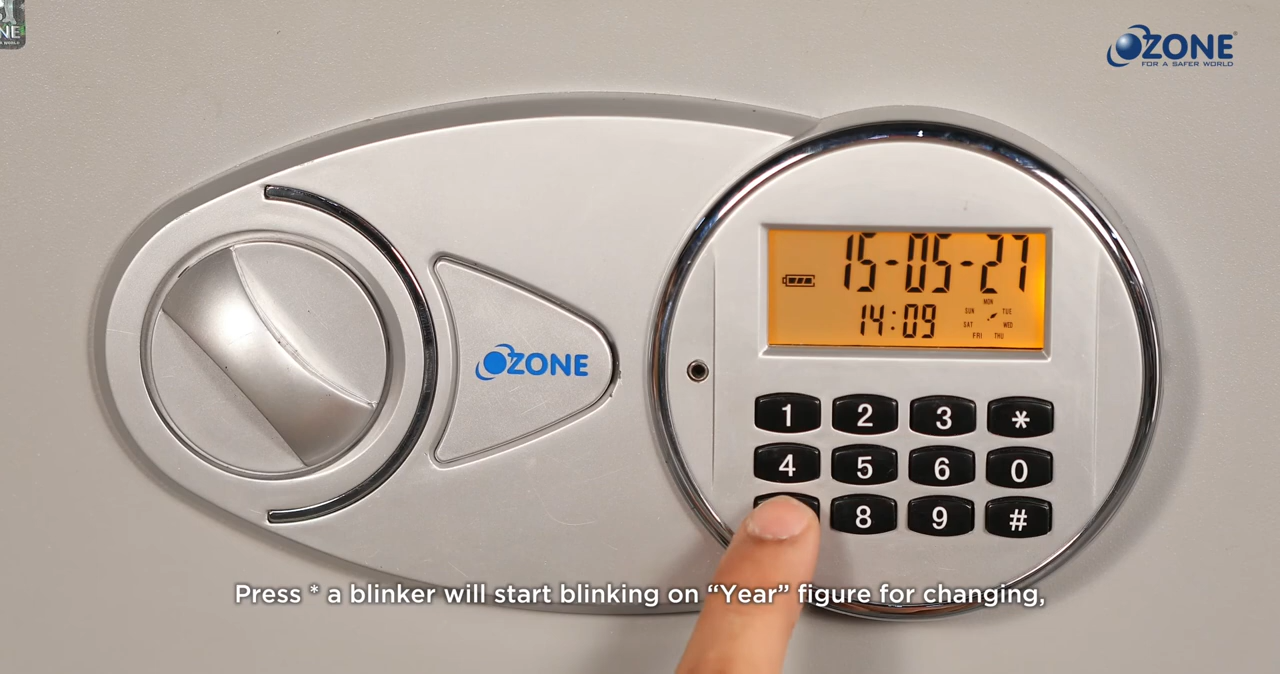 NE
OZONE®
FOR A SAFER WORLD
15-05-27
14:09
MON
SUN TUE
SAT WED
FRI THU
OZONE
1 2 3 *
4 5 6 0
8 9 #
Press * a blinker will start blinking on “Year” figure for changing,